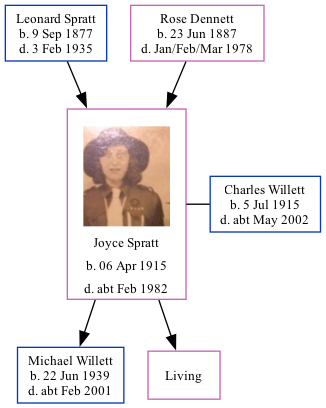 Leonard Spratt
b. 9 Sep 1877
d. 3 Feb 1935
Rose Dennett
b. 23 Jun 1887
d. Jan/Feb/Mar 1978
Joyce Spratt
b. 06 Apr 1915
d. abt Feb 1982
Charles Willett
b. 5 Jul 1915
d. abt May 2002
Michael Willett
b. 22 Jun 1939
d. abt Feb 2001
Living